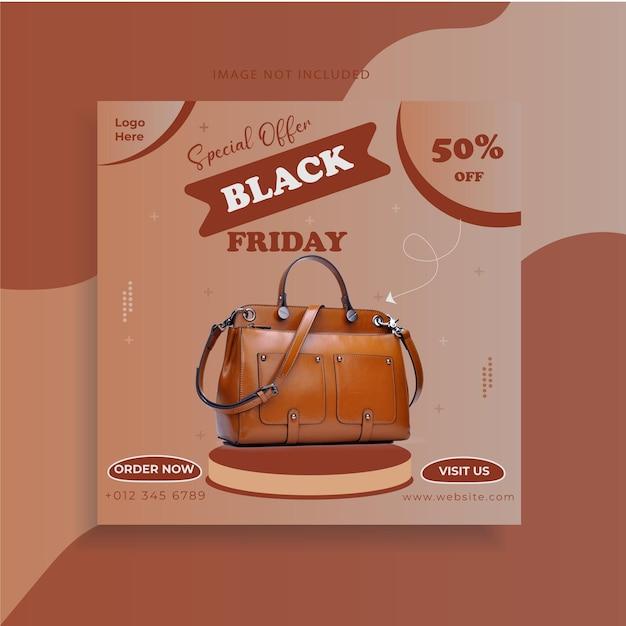 IMAGE NOT INCLUDED
Logo
Here
Special Offer
BLACK
FRIDAY
50%
OFF
ORDER NOW
+012 345 6789
VISIT US
www.website.com